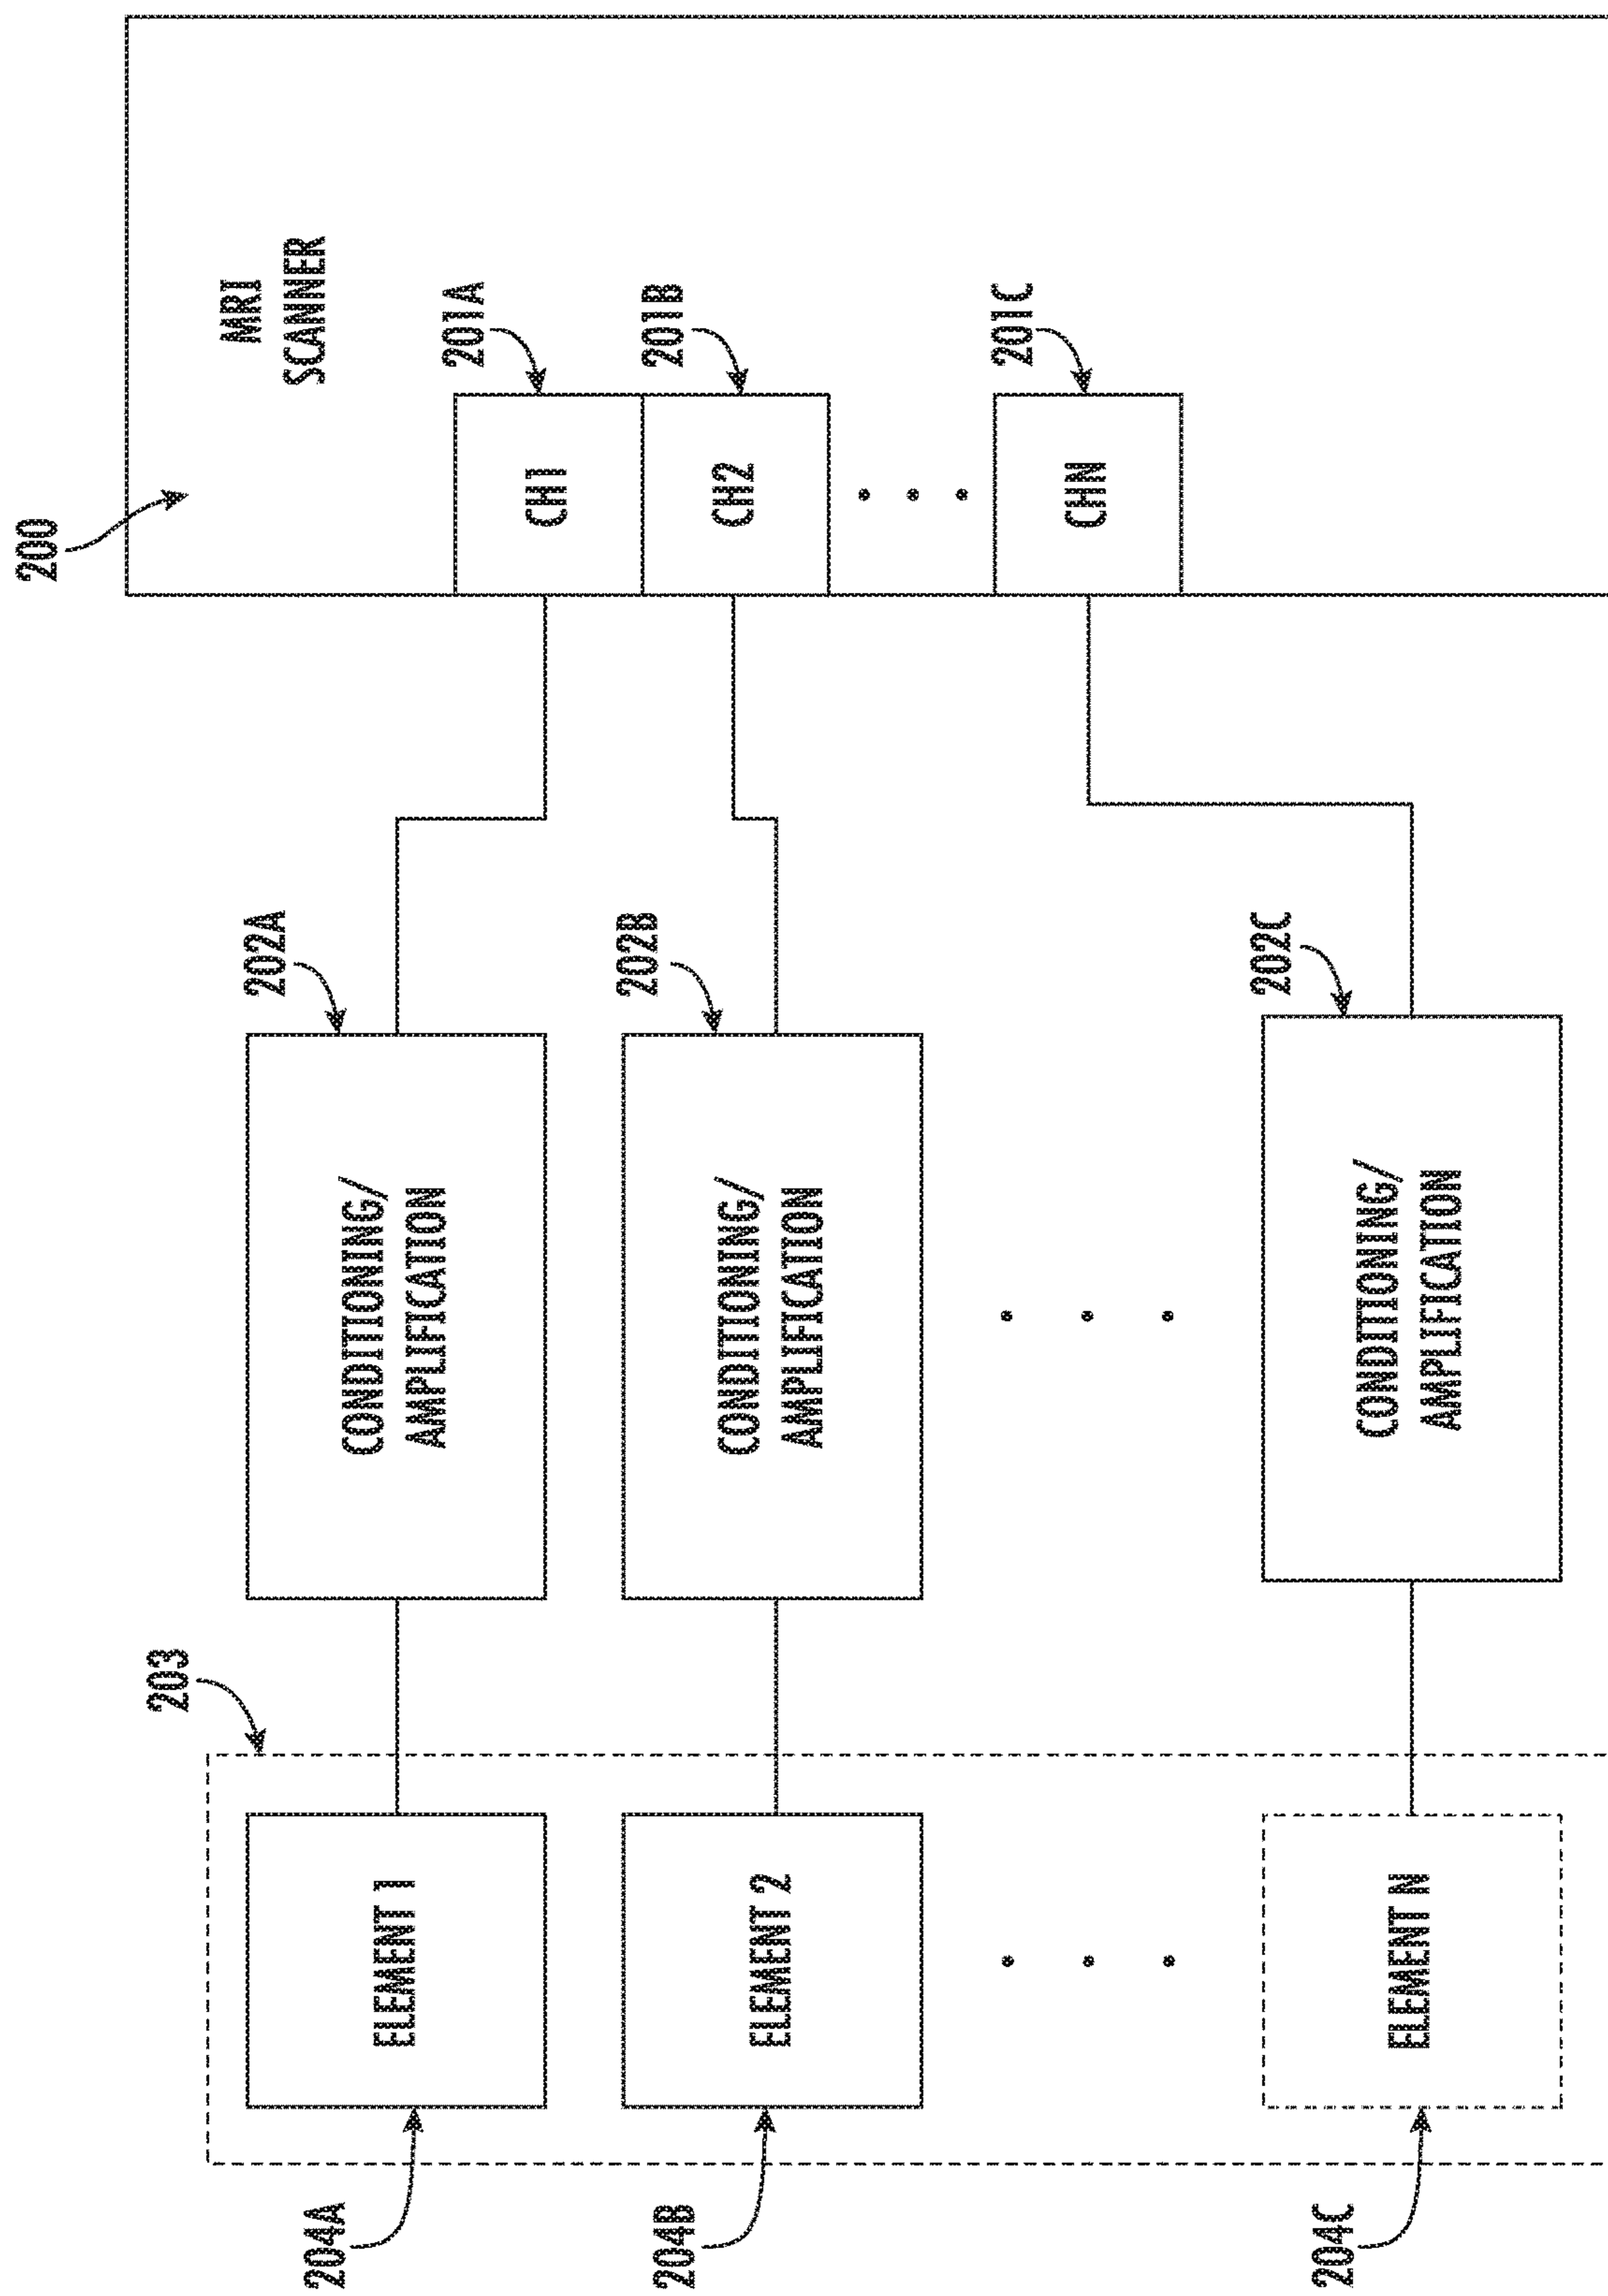 200
MRI
SCANNER
201A
CH1
201B
CH2
201C
CHN
202A
CONDITIONING/
AMPLIFICATION
202B
CONDITIONING/
AMPLIFICATION
202C
CONDITIONING/
AMPLIFICATION
203
ELEMENT 1
204A
ELEMENT 2
204B
ELEMENT N
204C